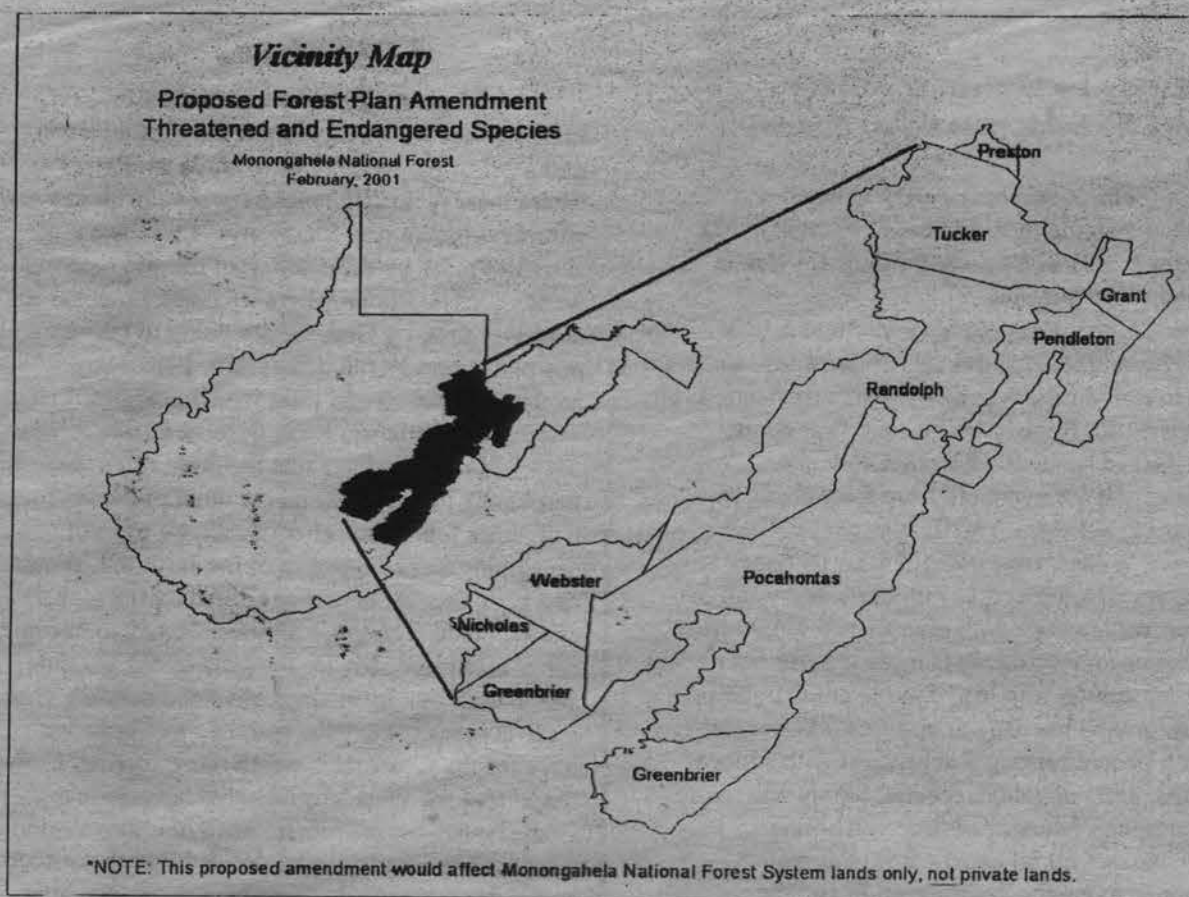 Vicinity Map
Proposed Forest Plan Amendment
Threatened and Endangered Species
Monongahela National Forest
February, 2001
Preston
Tucker
Grant
Pendleton
Randolph
Webster
Pocahontas
Nicholas
Greenbrier
Greenbrier
*NOTE: This proposed amendment would affect Monongahela National Forest System lands only, not private lands.